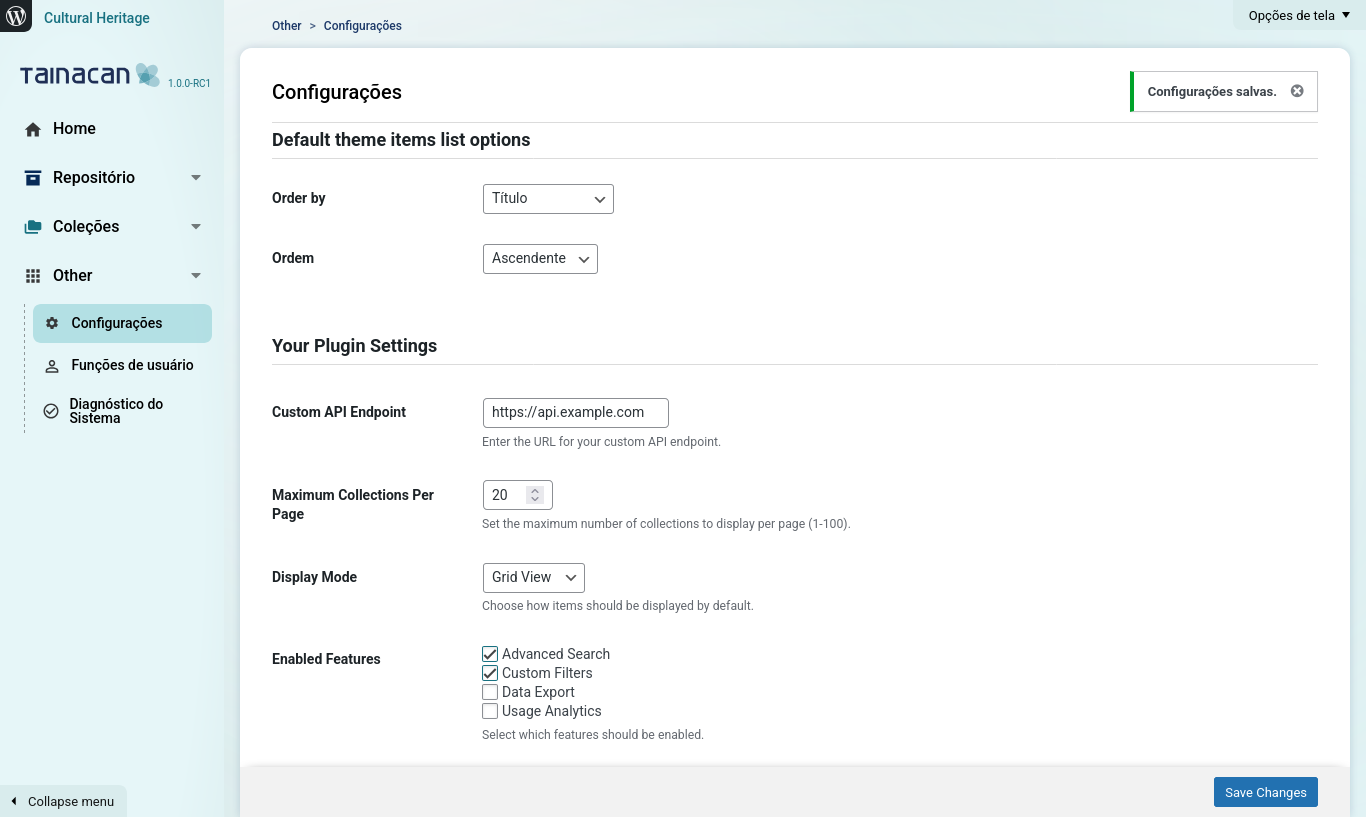 Cultural Heritage
Opções de tela
Other > Configurações
TAINACAN 1.0.0-RC1
Home
Repositório
Coleções
Other
Configurações
Funções de usuário
Diagnóstico do
Sistema
Collapse menu
Configurações
Configurações salvas.
Default theme items list options
Order by Título
Ordem Ascendente
Your Plugin Settings
Custom API Endpoint https://api.example.com
Enter the URL for your custom API endpoint.
Maximum Collections Per
Page
20
Set the maximum number of collections to display per page (1-100).
Display Mode Grid View
Choose how items should be displayed by default.
Enabled Features
Advanced Search
Custom Filters
Data Export
Usage Analytics
Select which features should be enabled.
Save Changes